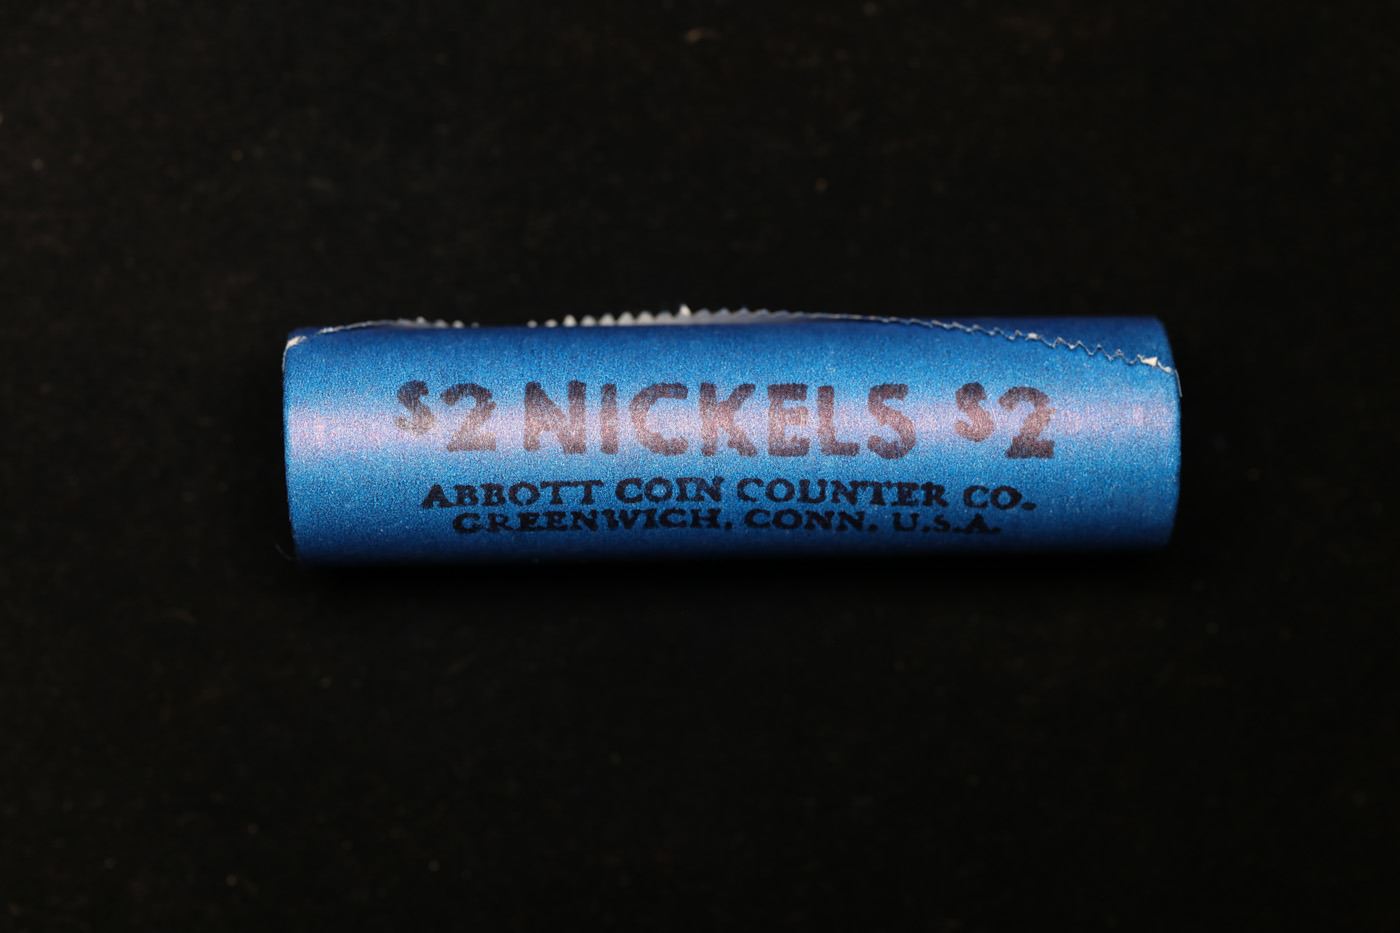 $2 NICKELS $2
ABBOTT COIN COUNTER CO.
GREENWICH, CONN. U.S.A.